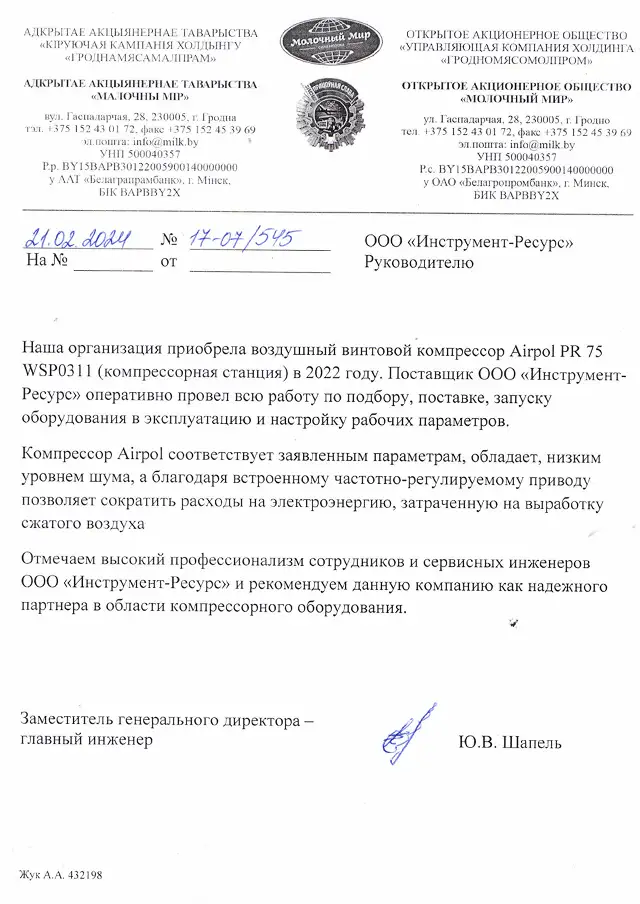 АДКРЫТАЕ АКЦЫЯНЕРНАЕ ТАВАРЫСТВА
«КІРУЮЧАЯ КАМПАНІЯ ХОЛДЫНГУ
«ГРОДНАМЯСАМАЛПРАМ»
АДКРЫТАЕ АКЦЫЯНЕРНАЕ ТАВАРЫСТВА
«МАЛОЧНЫ МІР»
вул. Гаспадарчая, 28, 230005, г. Гродна
тэл. +375 152 43 01 72, факс +375 152 45 39 69
эл.пошта: info@milk.by
УНП 500040357
Р.р. BY15BAPB30122005900140000000
у ААТ «Белаграпрамбанк», г. Мінск,
БІК BAPBBY2X
Молочный Мир
ОТКРЫТОЕ АКЦИОНЕРНОЕ ОБЩЕСТВО
«УПРАВЛЯЮЩАЯ КОМПАНИЯ ХОЛДИНГА
«ГРОДНОМЯСОМОЛПРОМ»
ОТКРЫТОЕ АКЦИОНЕРНОЕ ОБЩЕСТВО
«МОЛОЧНЫЙ МИР»
ул. Гаспадарчая, 28, 230005, г. Гродно
тел. +375 152 43 01 72, факс +375 152 45 39 69
эл.почта: info@milk.by
УНП 500040357
Р.с. BY15BAPB30122005900140000000
у ОАО «Белагропромбанк», г. Минск,
БИК BAPBBY2X
21.02.2024 № 17-07/545
На № от
ООО «Инструмент-Ресурс»
Руководителю
Наша организация приобрела воздушный винтовой компрессор Airpol PR 75
WSP0311 (компрессорная станция) в 2022 году. Поставщик ООО «Инструмент-
Ресурс» оперативно провел всю работу по подбору, поставке, запуску
оборудования в эксплуатацию и настройку рабочих параметров.
Компрессор Airpol соответствует заявленным параметрам, обладает, низким
уровнем шума, а благодаря встроенному частотно-регулируемому приводу
позволяет сократить расходы на электроэнергию, затраченную на выработку
сжатого воздуха
Отмечаем высокий профессионализм сотрудников и сервисных инженеров
ООО «Инструмент-Ресурс» и рекомендуем данную компанию как надежного
партнера в области компрессорного оборудования.
Заместитель генерального директора –
главный инженер
Ю.В. Шапель
Жук А.А. 432198